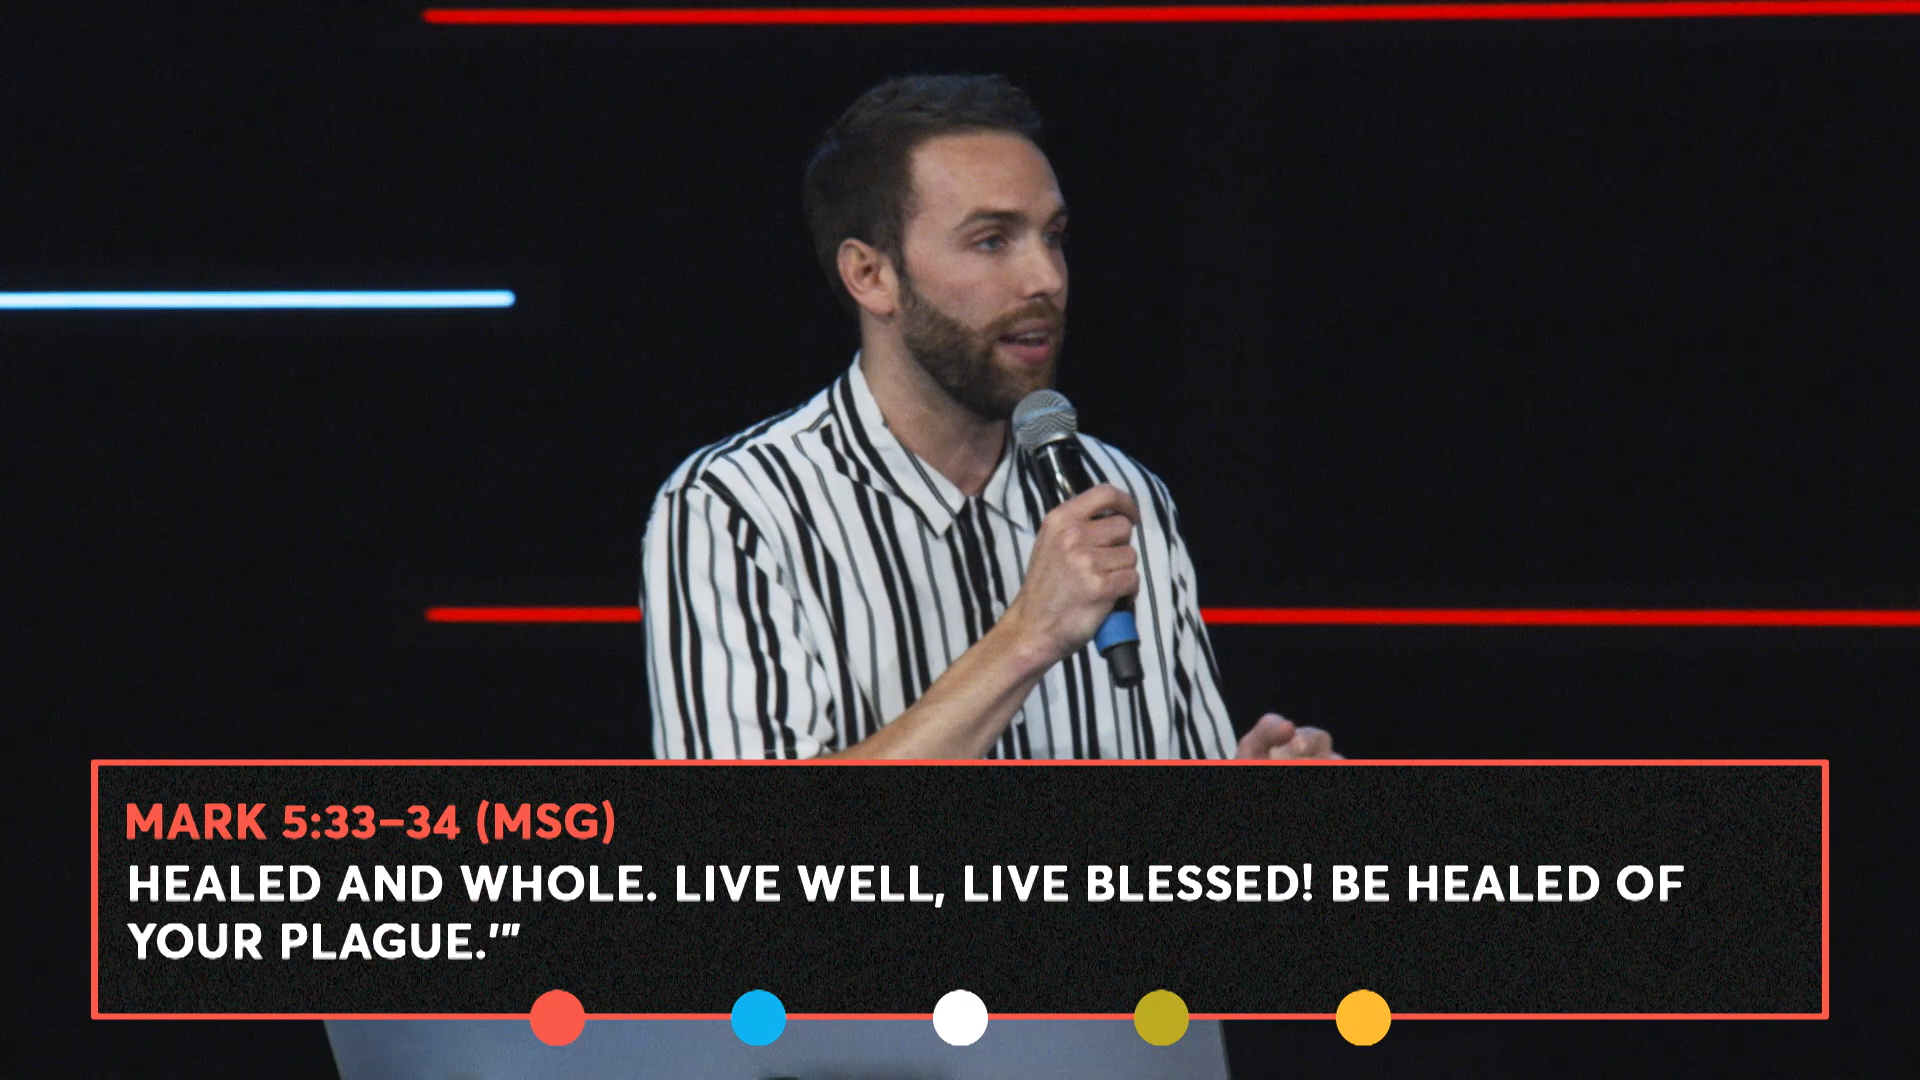 MARK 5:33–34 (MSG)
HEALED AND WHOLE. LIVE WELL, LIVE BLESSED! BE HEALED OF
YOUR PLAGUE.'"